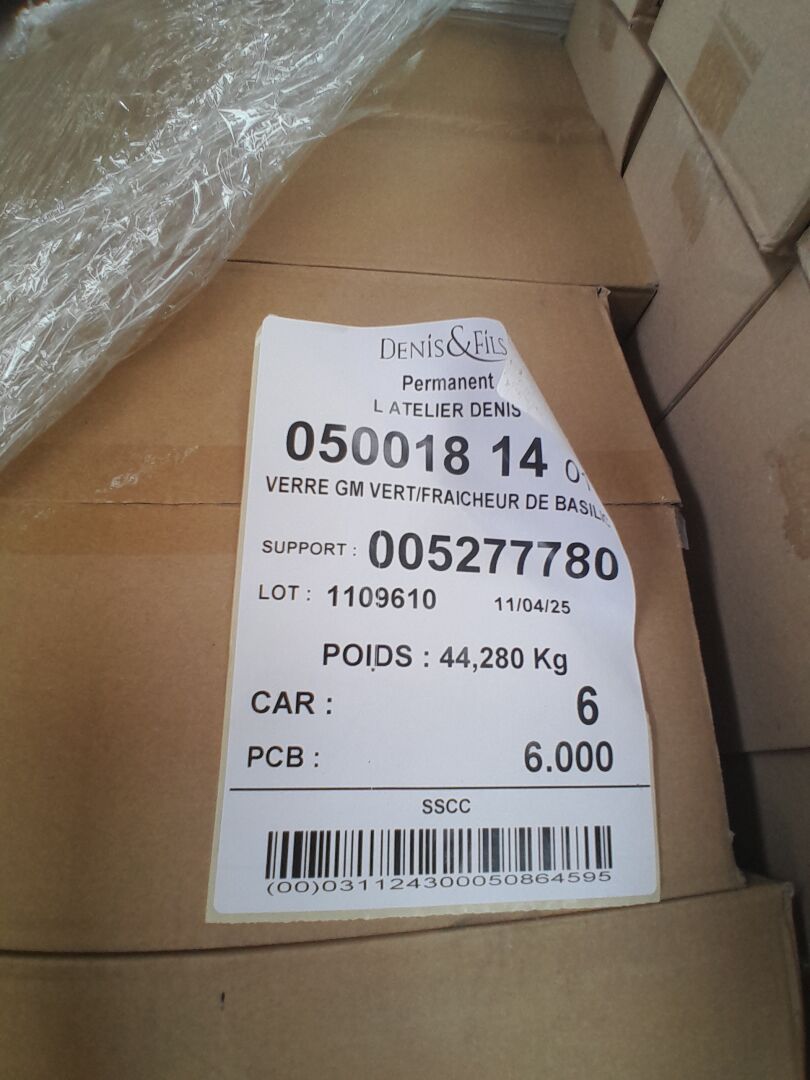 DENIS&FILS
Permanent
L ATELIER DENIS
050018 14
VERRE GM VERT/FRAICHEUR DE
SUPPORT : 005277780
LOT : 1109610 11/04/25
POIDS : 44,280 Kg
CAR : 6
PCB : 6.000
SSCC
(00)031124300050864595